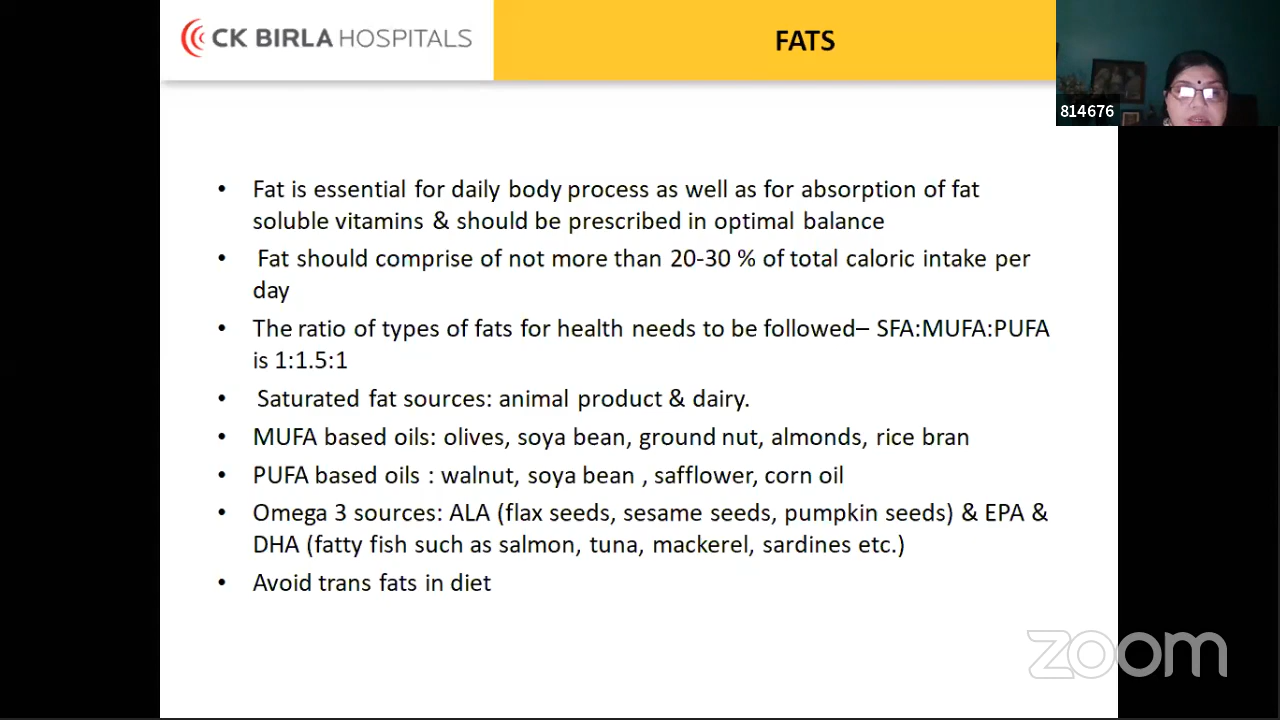 CK BIRLA HOSPITALS
FATS
814676
• Fat is essential for daily body process as well as for absorption of fat
soluble vitamins & should be prescribed in optimal balance
• Fat should comprise of not more than 20-30 % of total caloric intake per
day
• The ratio of types of fats for health needs to be followed– SFA:MUFA:PUFA
is 1:1.5:1
• Saturated fat sources: animal product & dairy.
• MUFA based oils: olives, soya bean, ground nut, almonds, rice bran
• PUFA based oils : walnut, soya bean , safflower, corn oil
• Omega 3 sources: ALA (flax seeds, sesame seeds, pumpkin seeds) & EPA &
DHA (fatty fish such as salmon, tuna, mackerel, sardines etc.)
• Avoid trans fats in diet
zoom